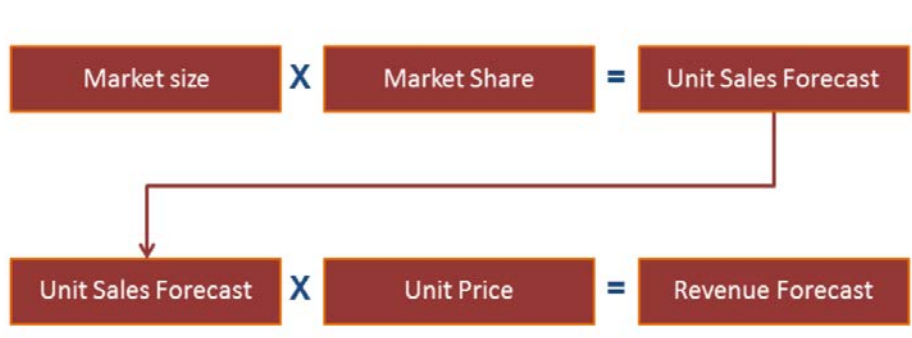 Market size X Market Share = Unit Sales Forecast
Unit Sales Forecast X Unit Price = Revenue Forecast